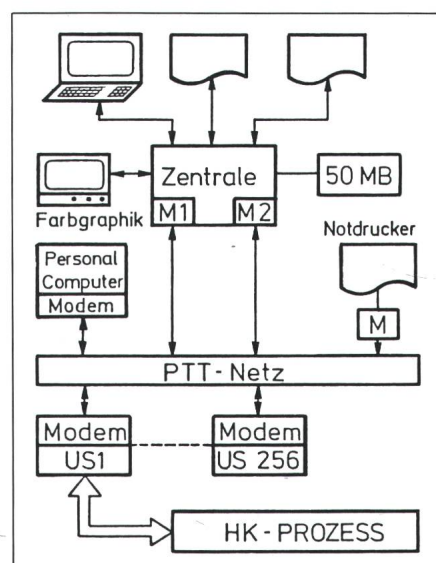 Zentrale
50 MB
M1
M2
Farbgraphik
Notdrucker
Personal
Computer
Modem
M
PTT-Netz
Modem
US1
Modem
US 256
HK-PROZESS